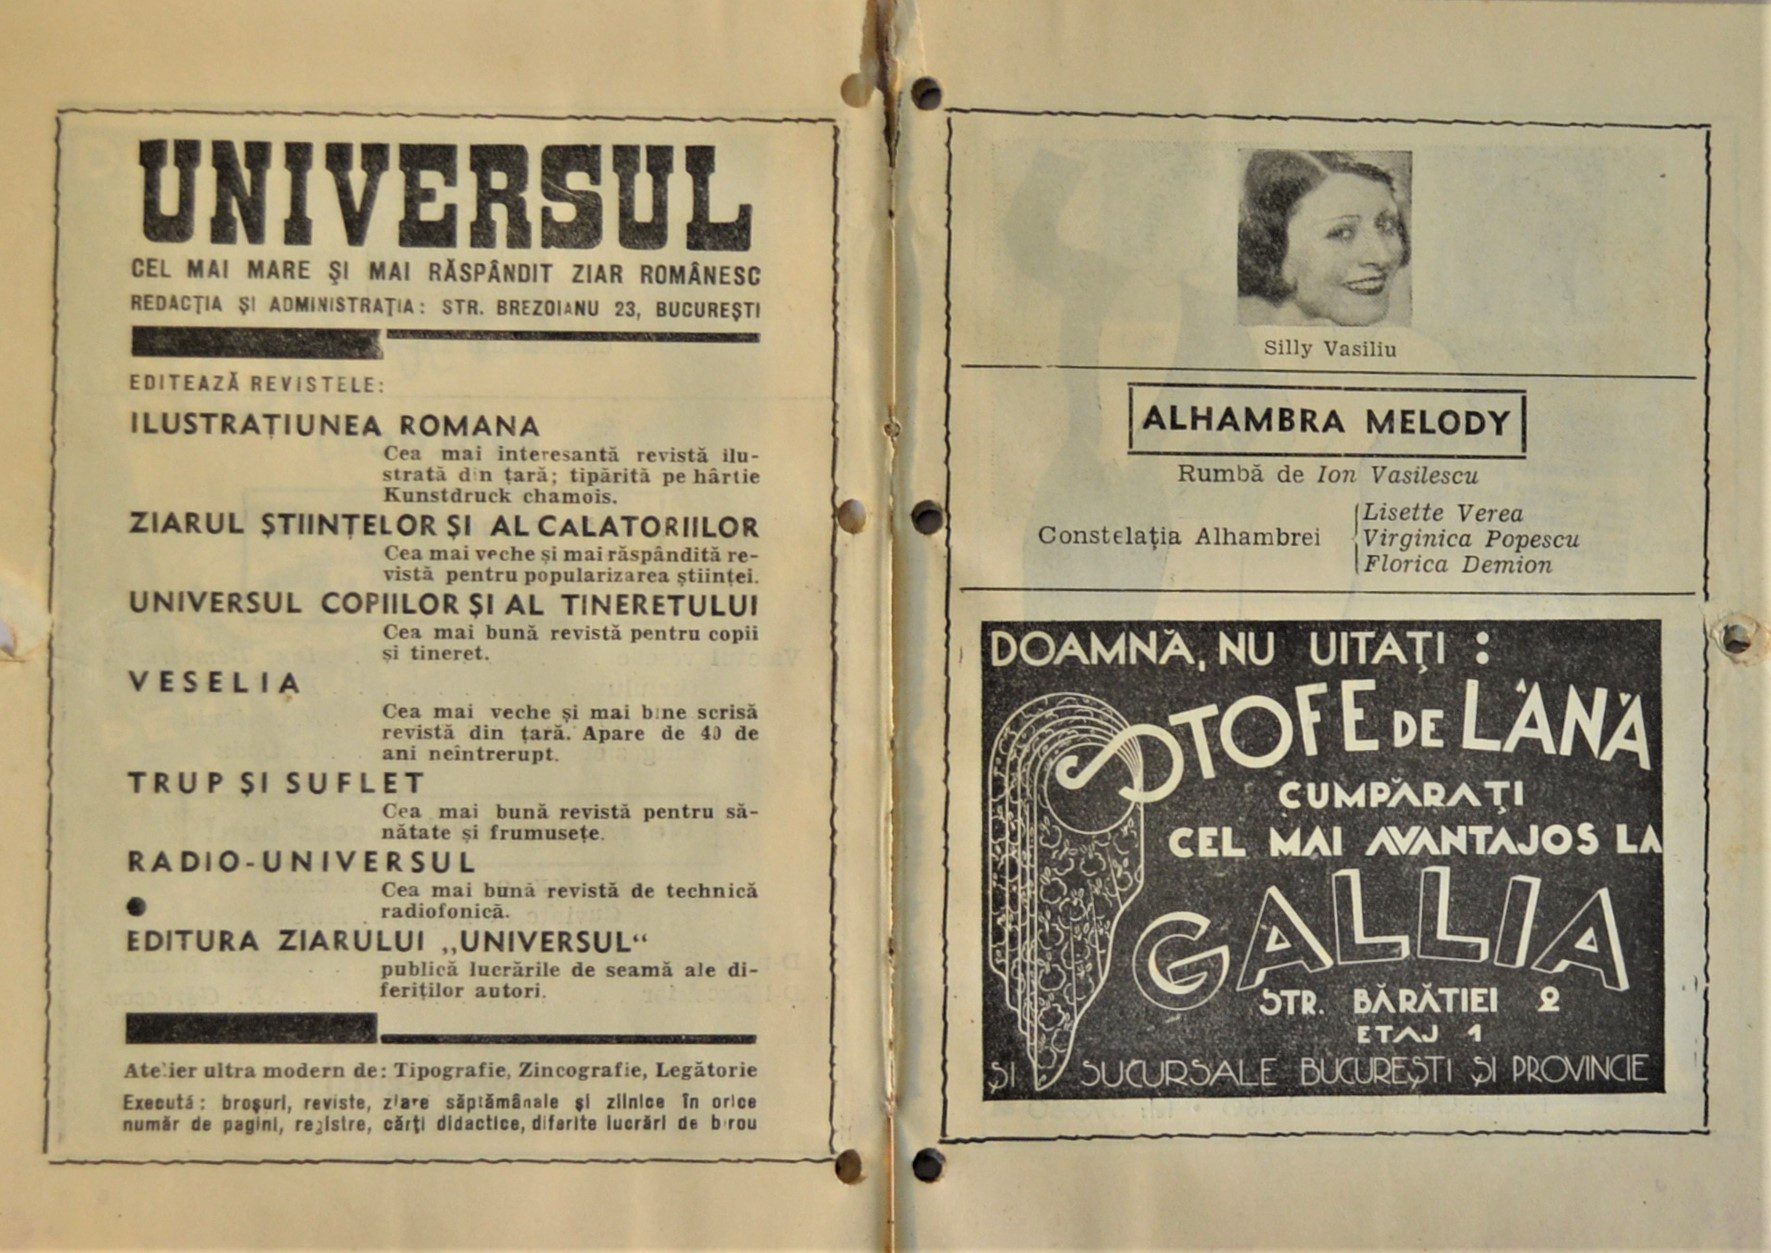 UNIVERSUL
CEL MAI MARE ŞI MAI RĂSPÂNDIT ZIAR ROMÂNESC
REDACŢIA ŞI ADMINISTRAŢIA: STR. BREZOIANU 23, BUCUREŞTI
EDITEAZĂ REVISTELE:
ILUSTRAŢIUNEA ROMANA
Cea mai interesantă revistă ilu-
strată din ţară; tipărită pe hârtie
Kunstdruck chamois.
ZIARUL ŞTIINŢELOR ŞI AL CALATORIILOR
Cea mai veche şi mai răspândită re-
vistă pentru popularizarea ştiinţei.
UNIVERSUL COPIILOR ŞI AL TINERETULUI
Cea mai bună revistă pentru copii
şi tineret.
VESELIA
Cea mai veche şi mai bine scrisă
revistă din ţară. Apare de 40 de
ani neîntrerupt.
TRUP ŞI SUFLET
Cea mai bună revistă pentru să-
nătate şi frumuseţe.
RADIO-UNIVERSUL
Cea mai bună revistă de technică
radiofonică.
EDITURA ZIARULUI „UNIVERSUL“
publică lucrările de seamă ale di-
feriţilor autori.
Atelier ultra modern de: Tipografie, Zincografie, Legătorie
Execută: broşuri, reviste, ziare săptămânale şi zilnice în orice
număr de pagini, registre, cărţi didactice, diferite lucrări de birou
Silly Vasiliu
ALHAMBRA MELODY
Rumbă de Ion Vasilescu
Lisette Verea
Constelaţia Alhambrei Virginica Popescu
Florica Demion
DOAMNĂ, NU UITAŢI:
STOFE DE LÂNĂ
CUMPĂRAŢI
CEL MAI AVANTAJOS LA
GALLIA
STR. BĂRĂTIEI 2
ETAJ 1
ŞI SUCURSALE BUCUREŞTI ŞI PROVINCIE